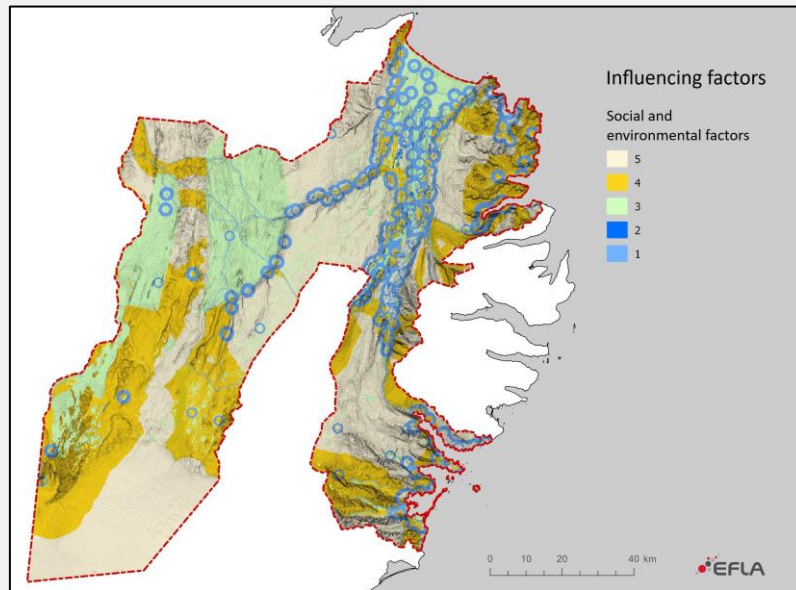 Influencing factors
Social and
environmental factors
5
4
3
2
1
0 10 20 40 km
EFLA